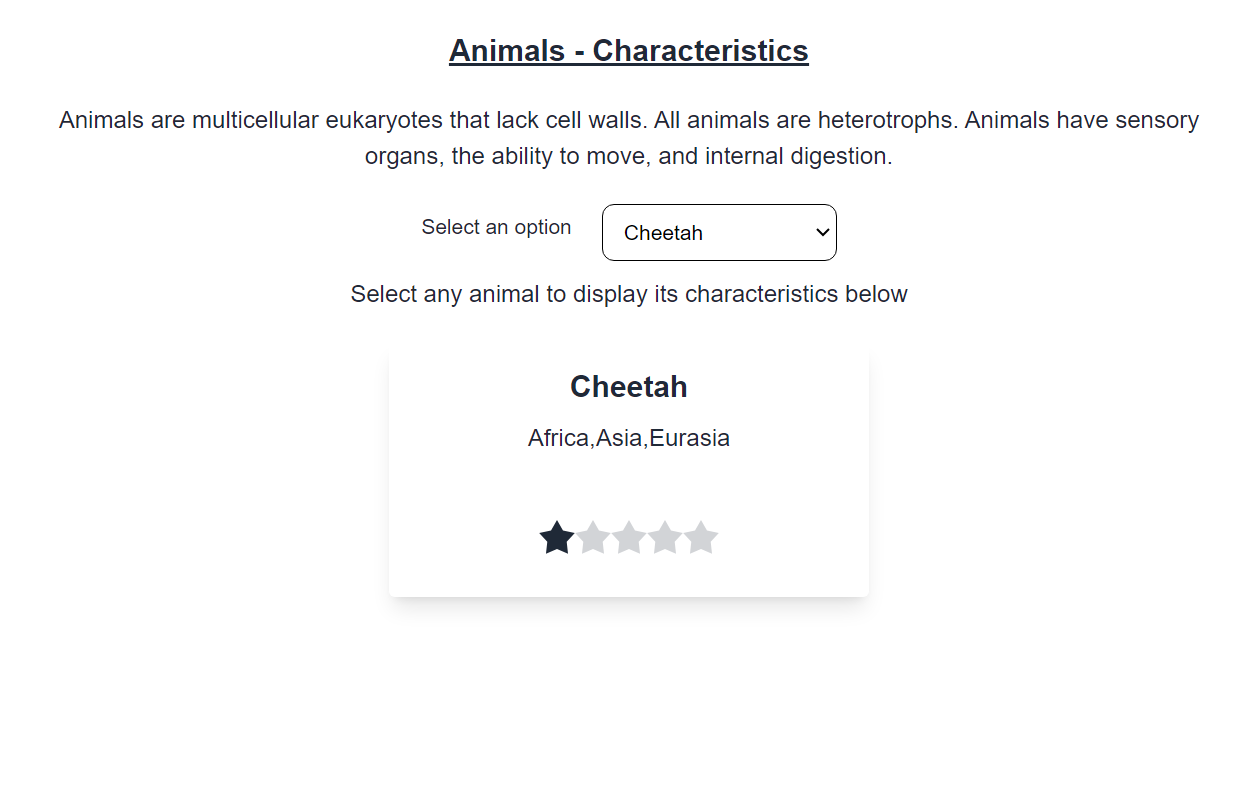 Animals - Characteristics
Animals are multicellular eukaryotes that lack cell walls. All animals are heterotrophs. Animals have sensory
organs, the ability to move, and internal digestion.
Select an option
Cheetah
Select any animal to display its characteristics below
Cheetah
Africa,Asia,Eurasia